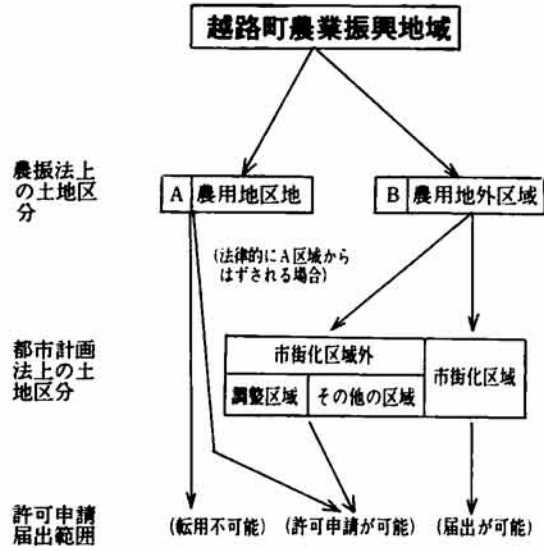 越路町農業振興地域
農振法上
の土地区
分
A 農用地区地
B 農用地外区域
(法律的にA区域から
はずされる場合)
都市計画
法上の土
地区分
市街化区域外
市街化区域
調整区域
その他の区域
許可申請
届出範囲
(転用不可能)
(許可申請が可能)
(届出が可能)